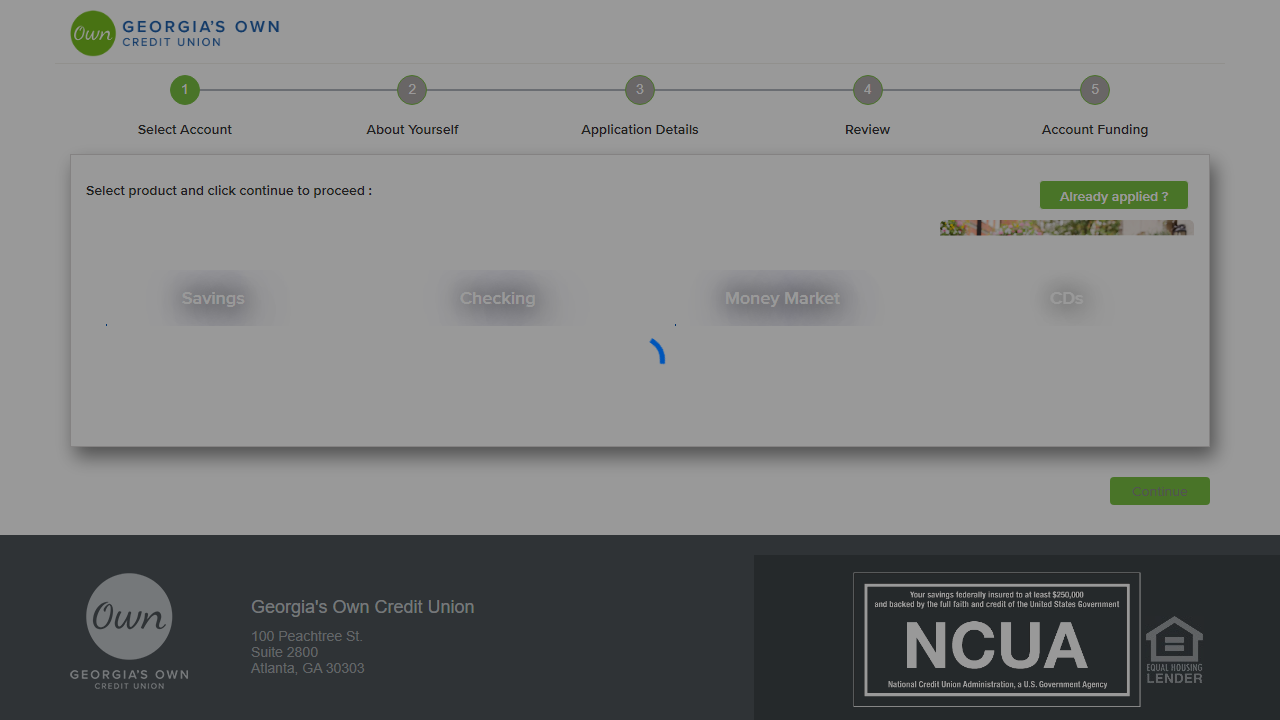 Own GEORGIA'S OWN
CREDIT UNION
1 2 3 4 5
Select Account About Yourself Application Details Review Account Funding
Select product and click continue to proceed :
Already applied ?
Savings Checking Money Market CDs
Continue
Own
GEORGIA'S OWN
CREDIT UNION
Georgia's Own Credit Union
100 Peachtree St.
Suite 2800
Atlanta, GA 30303
Your savings federally insured to at least $250,000
and backed by the full faith and credit of the United States Government
NCUA
National Credit Union Administration, a U.S. Government Agency
EQUAL HOUSING
LENDER